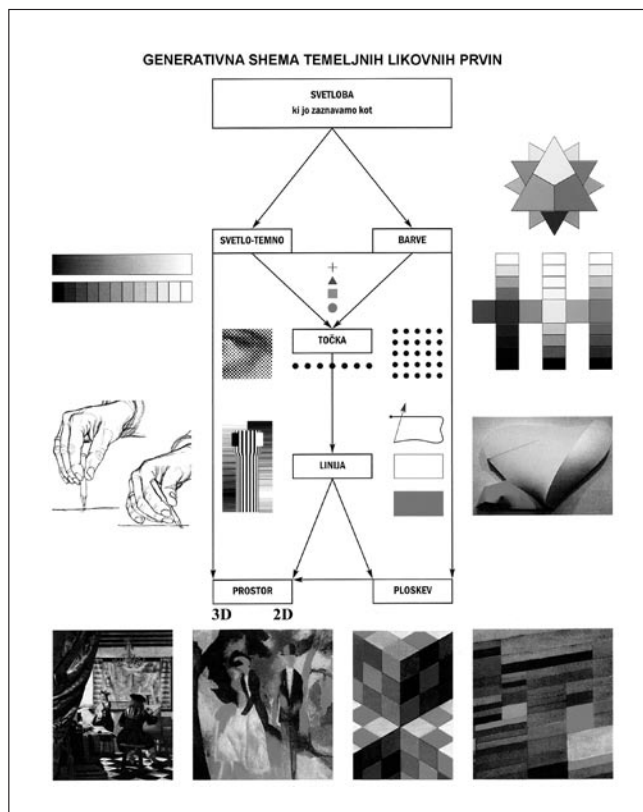 GENERATIVNA SHEMA TEMELJNIH LIKOVNIH PRVIN
SVETLOBA
ki jo zaznavamo kot
SVETLO-TEMNO
BARVE
TOČKA
LINIJA
PROSTOR
PLOSKEV
3D
2D